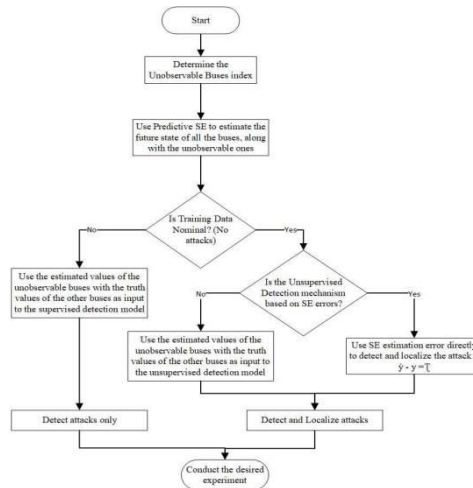 Start
Determine the
Unobservable Buses index
Use Predictive SE to estimate the
future state of all the buses, along
with the unobservable ones
Is Training Data
Nominal? (No
attacks)
No
Yes
Use the estimated values of the
unobservable buses with the truth
values of the other buses as input
to the supervised detection model
Is the Unsupervised
Detection mechanism
based on SE errors?
No
Yes
Use the estimated values of the
unobservable buses with the truth
values of the other buses as input to
the unsupervised detection model
Use SE estimation error directly
to detect and localize the attack
ŷ - y =
Detect attacks only
Detect and Localize attacks
Conduct the desired
experiment